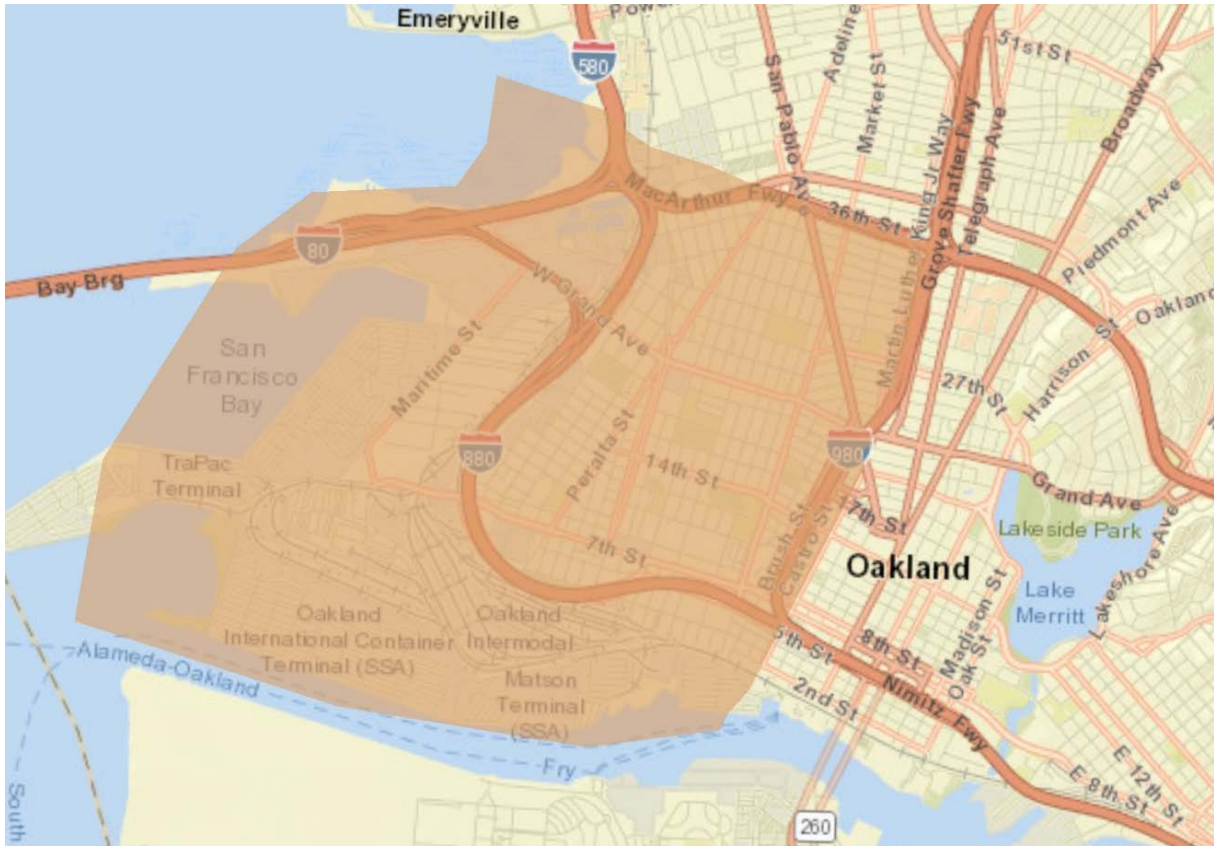 Emeryville
580
51st St
San Pablo Av
Adeline
Market St
Broadway
MacArthur Fwy
36th St
King Jr Way
Grove Shafter Fwy
Telegraph Ave
Piedmont Ave
80
Bay Brg
W Grand Ave
Martin Luther
Oakland
Harrison St
San
Francisco
Bay
Maritime St
27th St
Peralta St
880
14th St
980
TraPac
Terminal
17th St
Grand Ave
Lakeside Park
7th St
Brush St
Castro St
Oakland
Lake
Merritt
Lakeshore Ave
Oakland
International Container
Terminal (SSA)
Oakland
Intermodal
Madison St
Oak St
8th St
5th St
Alameda-Oakland
Matson
Terminal
(SSA)
2nd St
Nimitz Fwy
Fry
E 12th St
E 8th St
South
260